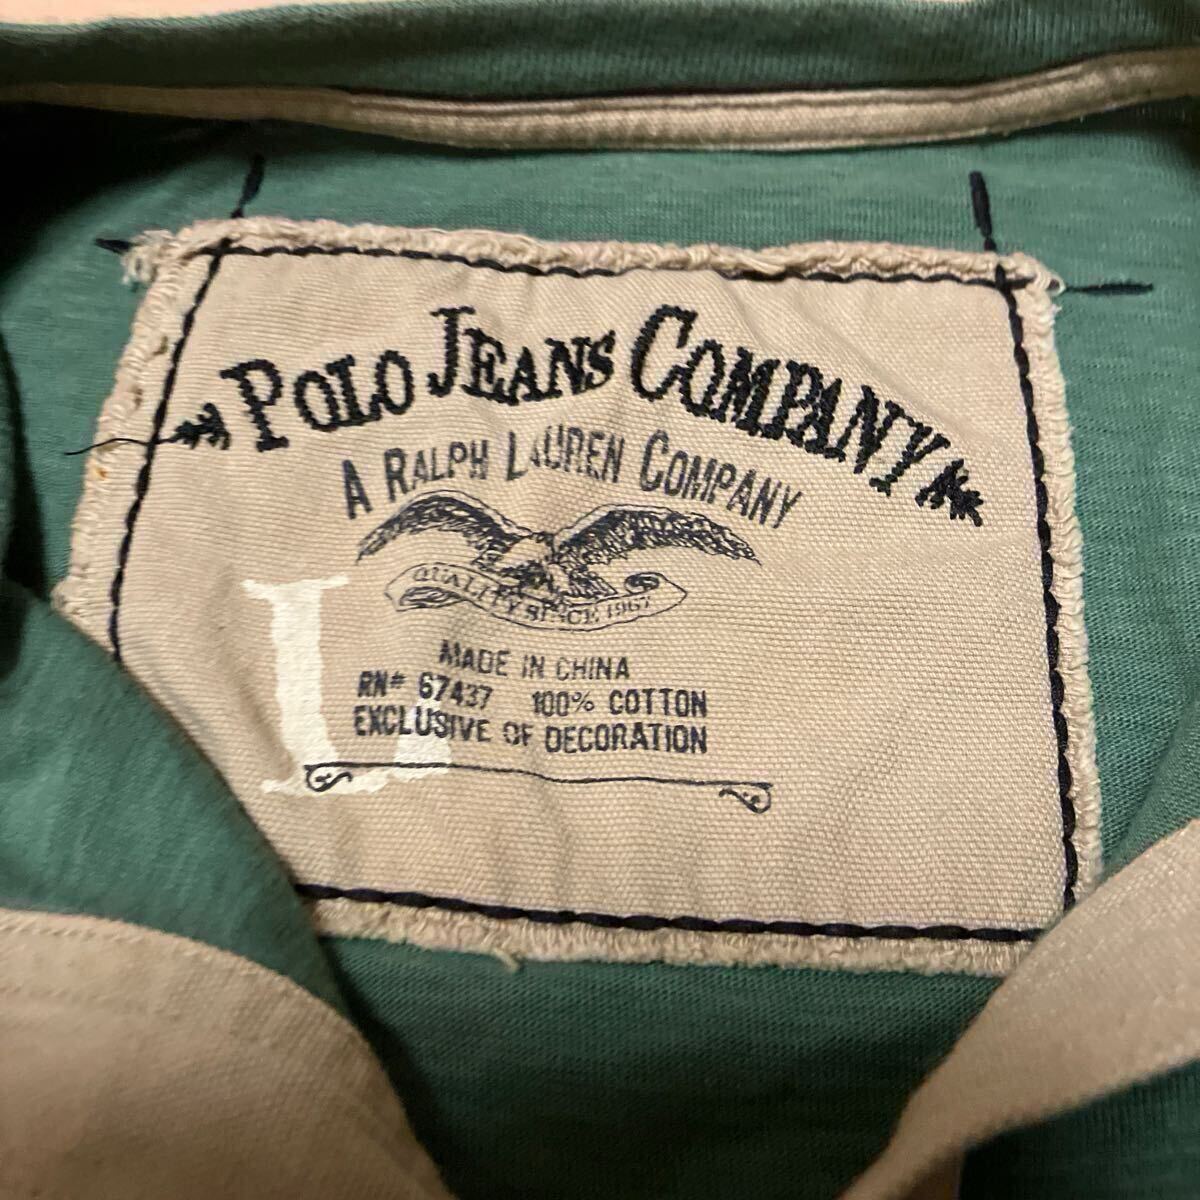 POLO JEANS COMPANY
A RALPH LAUREN COMPANY
QUALITY SINCE 1967
L
MADE IN CHINA
RN# 67437 100% COTTON
EXCLUSIVE OF DECORATION